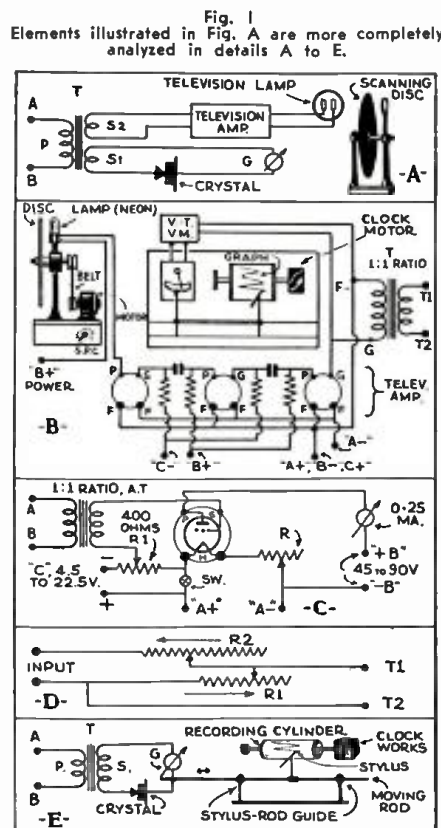 Fig. 1
Elements illustrated in Fig. A are more completely
analyzed in details A to E.
TELEVISION LAMP
SCANNING
DISC
A
T
P
B
S2
S1
TELEVISION
AMP.
G
CRYSTAL
-A-
DISC
LAMP (NEON)
BELT
MOTOR
S.P.C.
"B+"
POWER
-B-
V.T.
V.M.
GRAPH
CLOCK
MOTOR
T
1:1 RATIO
F-
T1
T2
G
P
G
F
F
P
G
F
F
P
G
F
F
TELEV.
AMP.
"C-"
B+"
"A+", "B-", "C+"
"A-"
1:1 RATIO, A.T
A
B
400
OHMS
R1
"C", 4.5
TO 22.5V.
-
+
P
G
H
SW.
"A+"
R
"A-"
-C-
0.25
MA.
"+B"
45 TO 90V
"-B"
R2
INPUT
T1
-D-
R1
T2
A
T
P.
B
S.
G
CRYSTAL
-E-
RECORDING CYLINDER
CLOCK
WORKS
STYLUS
MOVING
ROD
STYLUS-ROD GUIDE